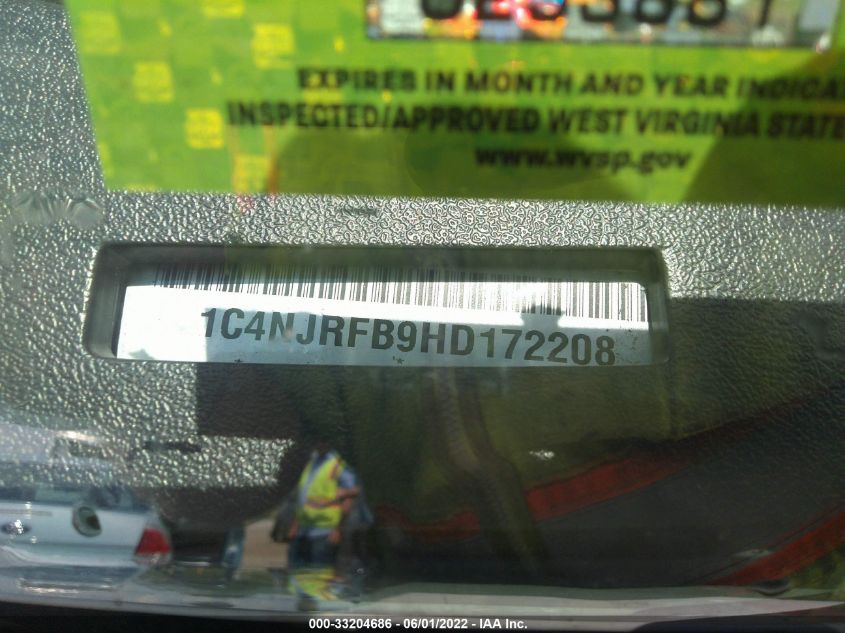 EXPIRES IN MONTH AND YEAR
INSPECTED/APPROVED WEST VIRGINIA STATE
www.wvsp.gov
1C4NJRFB9HD172208
000-33204686 - 06/01/2022 - IAA Inc.